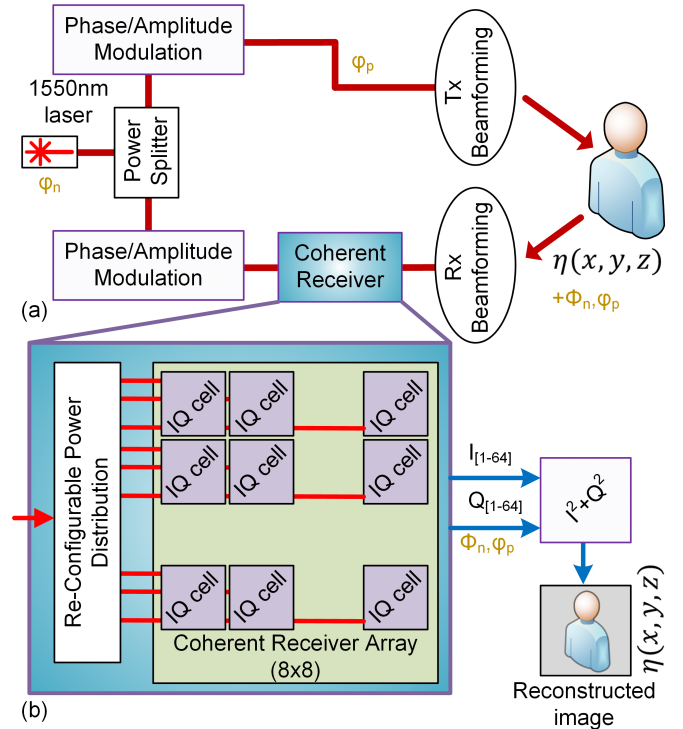 Phase/Amplitude
Modulation
1550nm
laser
φn
Power
Splitter
φp
Tx
Beamforming
Phase/Amplitude
Modulation
Coherent
Receiver
Rx
Beamforming
η(x, y, z)
+Φn,φp
(a)
Re-Configurable Power
Distribution
IQ cell
IQ cell
IQ cell
IQ cell
IQ cell
IQ cell
IQ cell
IQ cell
IQ cell
Coherent Receiver Array
(8x8)
I[1-64]
Q[1-64]
Φn,φp
I²+Q²
η(x, y, z)
Reconstructed
image
(b)